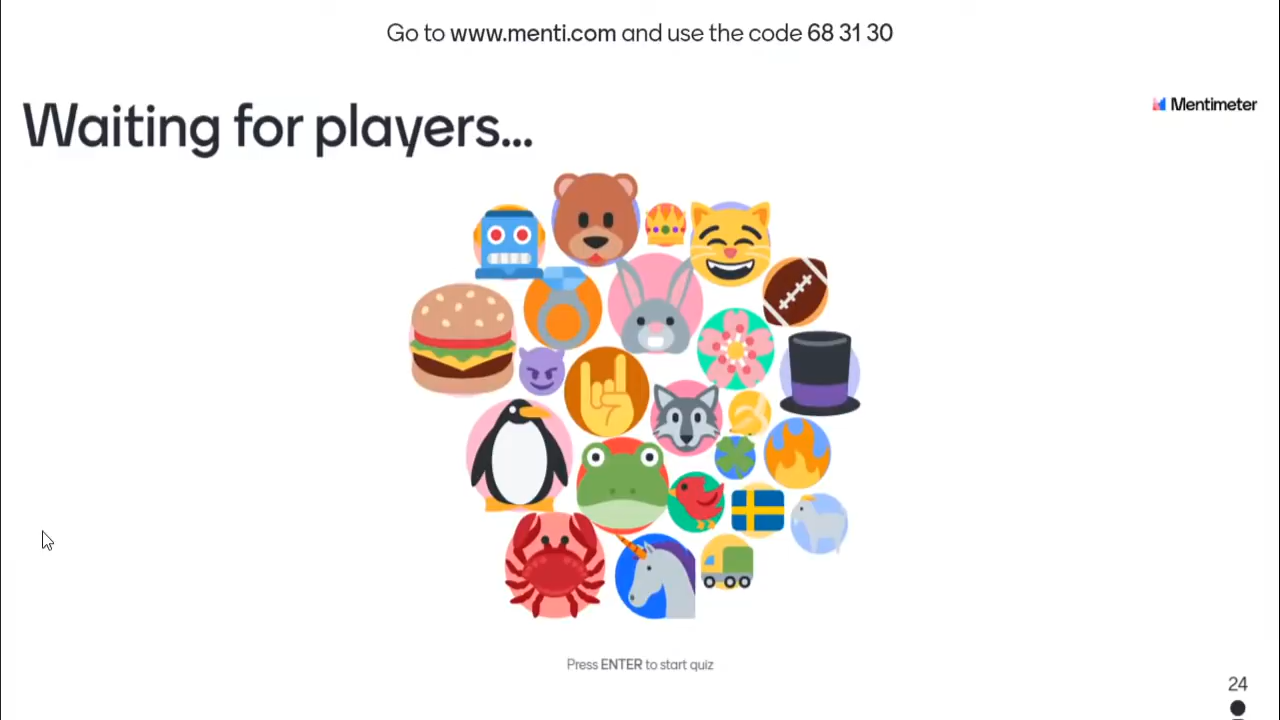 Go to www.menti.com and use the code 68 31 30
Mentimeter
Waiting for players...
Press ENTER to start quiz
24